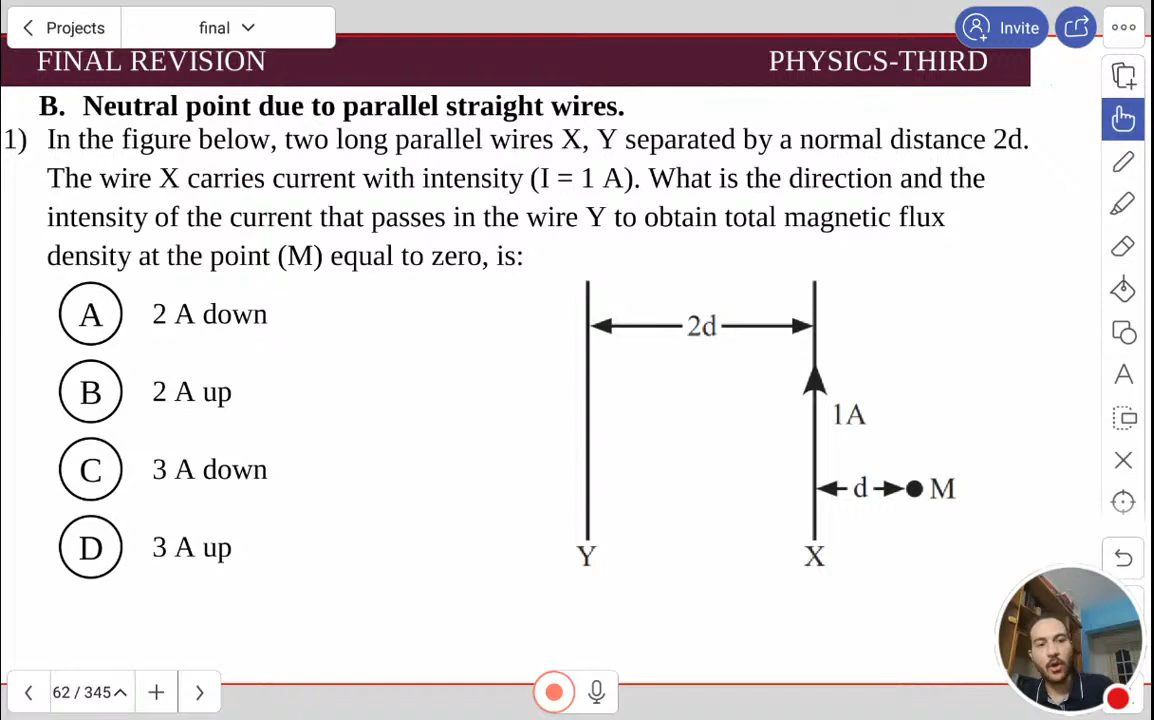 Projects
final
Invite
FINAL REVISION
PHYSICS-THIRD
B. Neutral point due to parallel straight wires.
1) In the figure below, two long parallel wires X, Y separated by a normal distance 2d.
The wire X carries current with intensity (I = 1 A). What is the direction and the
intensity of the current that passes in the wire Y to obtain total magnetic flux
density at the point (M) equal to zero, is:
A 2 A down
B 2 A up
C 3 A down
D 3 A up
2d
1A
d M
Y X
62 / 345